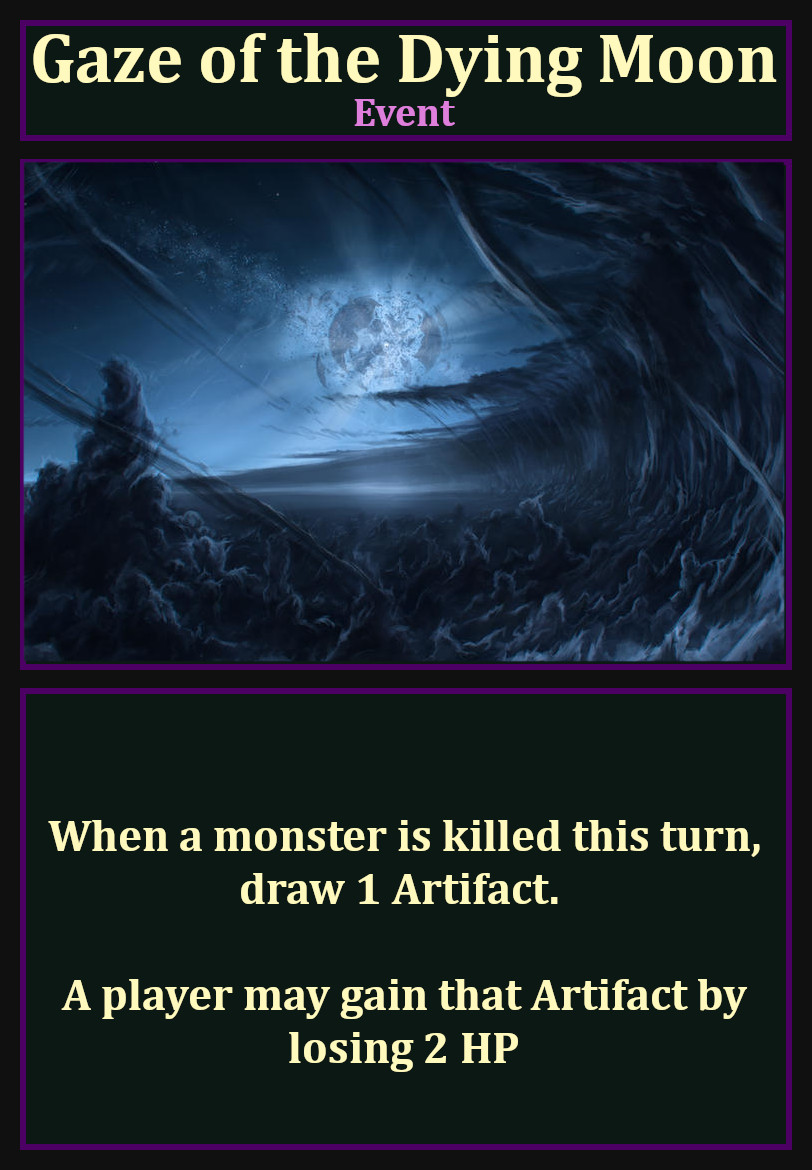 Gaze of the Dying Moon
Event
When a monster is killed this turn,
draw 1 Artifact.
A player may gain that Artifact by
losing 2 HP